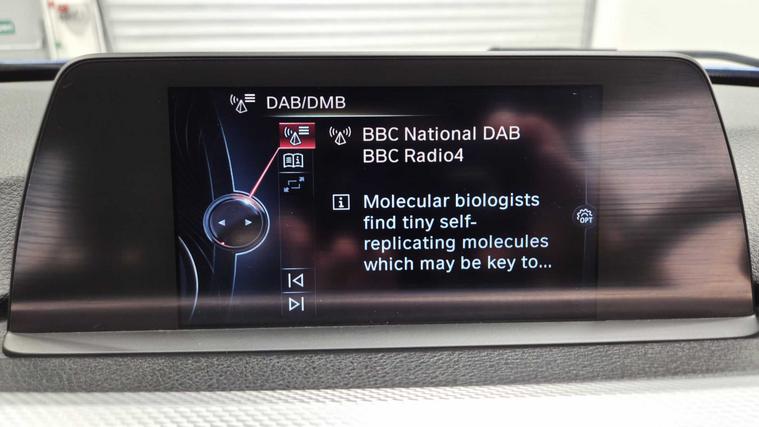 DAB/DMB
BBC National DAB
BBC Radio4
Molecular biologists
find tiny self-
replicating molecules
which may be key to...
OPT